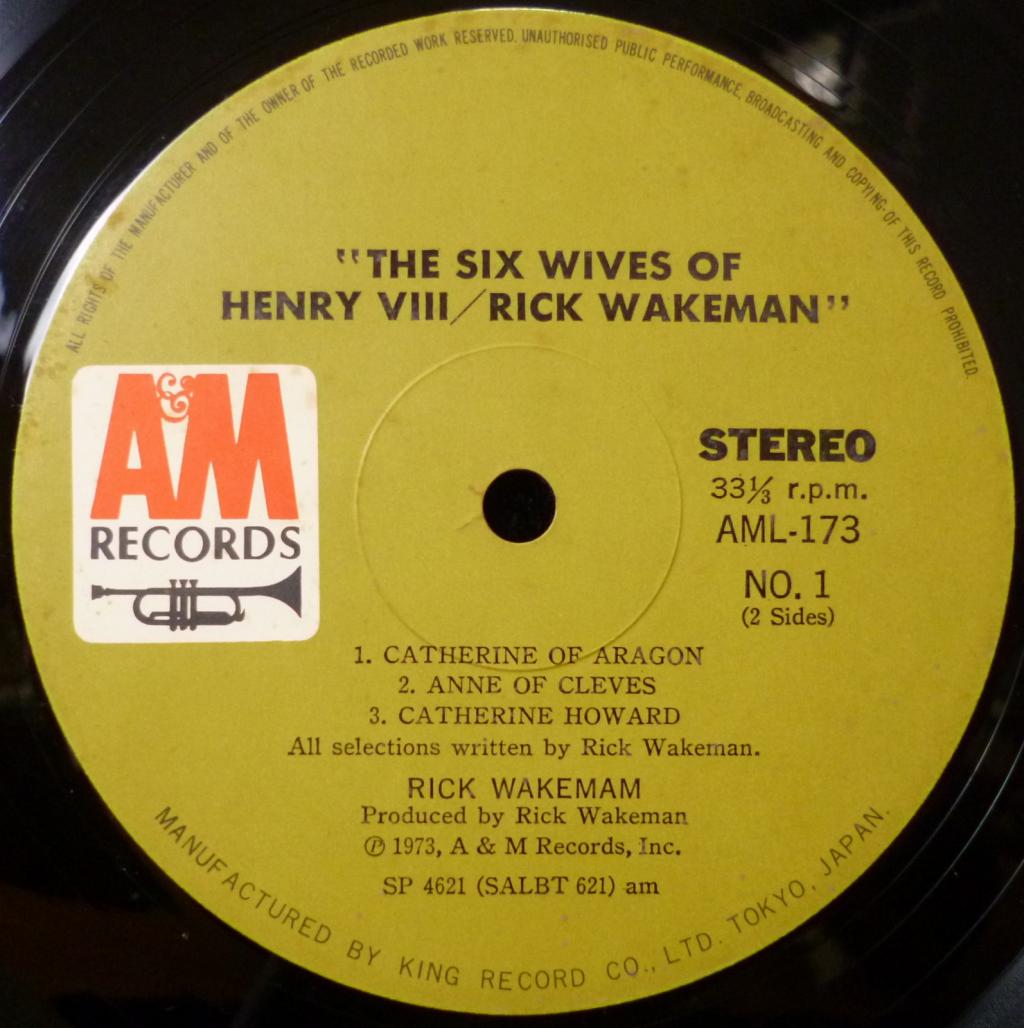 ALL RIGHTS OF THE MANUFACTURER AND OF THE OWNER OF THE RECORDED WORK RESERVED. UNAUTHORISED PUBLIC PERFORMANCE, BROADCASTING AND COPYING OF THIS RECORD PROHIBITED.
"THE SIX WIVES OF
HENRY VIII/RICK WAKEMAN"
A&M
RECORDS
STEREO
33⅓ r.p.m.
AML-173
NO. 1
(2 Sides)
1. CATHERINE OF ARAGON
2. ANNE OF CLEVES
3. CATHERINE HOWARD
All selections written by Rick Wakeman.
RICK WAKEMAM
Produced by Rick Wakeman
℗ 1973, A & M Records, Inc.
SP 4621 (SALBT 621) am
MANUFACTURED BY KING RECORD CO., LTD. TOKYO, JAPAN.